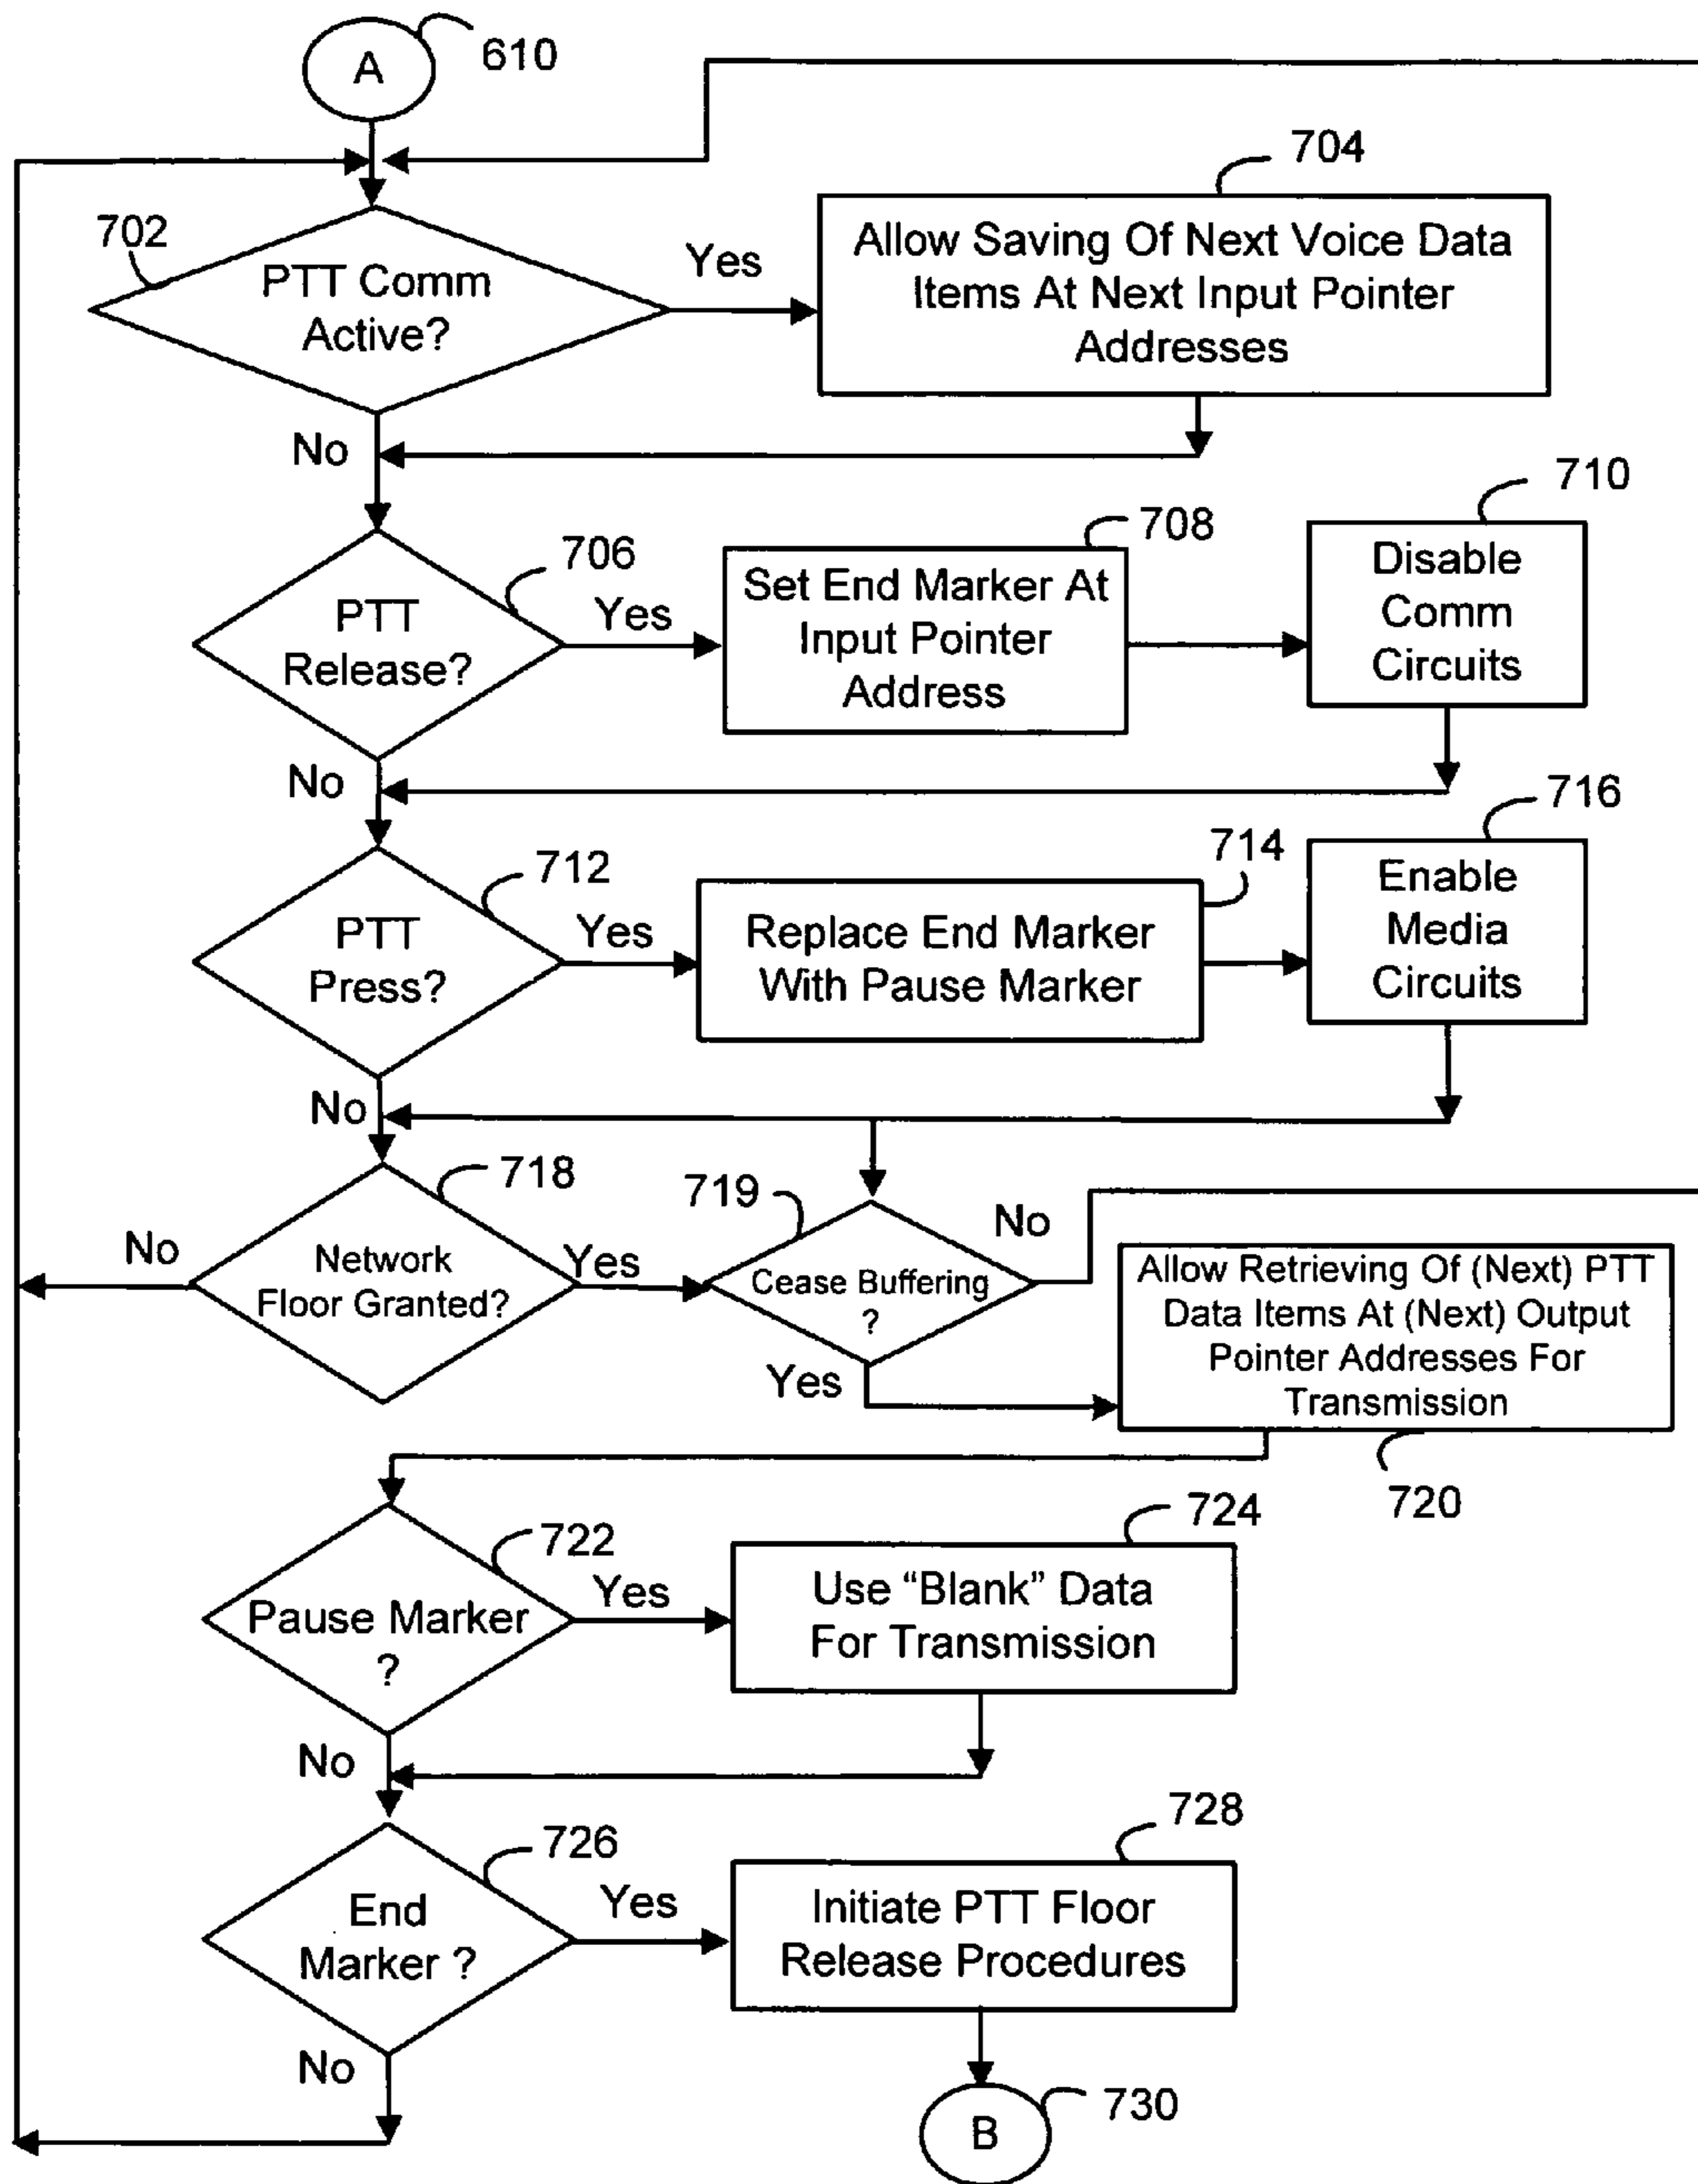 A
610
702
PTT Comm
Active?
Yes
No
704
Allow Saving Of Next Voice Data
Items At Next Input Pointer
Addresses
706
PTT
Release?
Yes
No
708
Set End Marker At
Input Pointer
Address
710
Disable
Comm
Circuits
712
PTT
Press?
Yes
No
714
Replace End Marker
With Pause Marker
716
Enable
Media
Circuits
718
Network
Floor Granted?
No
Yes
719
Cease Buffering
?
No
Yes
Allow Retrieving Of (Next) PTT
Data Items At (Next) Output
Pointer Addresses For
Transmission
720
722
Pause Marker
?
Yes
No
724
Use “Blank” Data
For Transmission
726
End
Marker ?
Yes
No
728
Initiate PTT Floor
Release Procedures
B
730